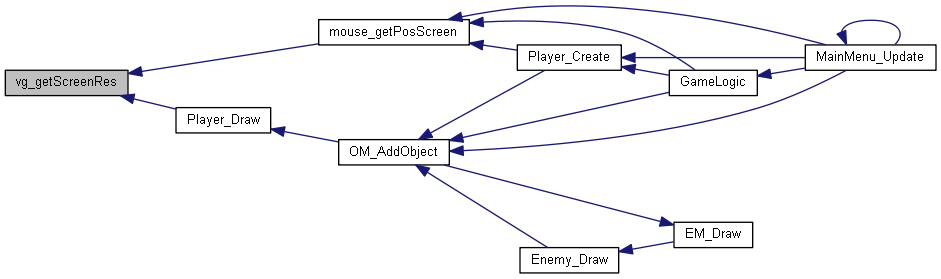 mouse_getPosScreen
Player_Create
MainMenu_Update
vg_getScreenRes
GameLogic
Player_Draw
OM_AddObject
EM_Draw
Enemy_Draw